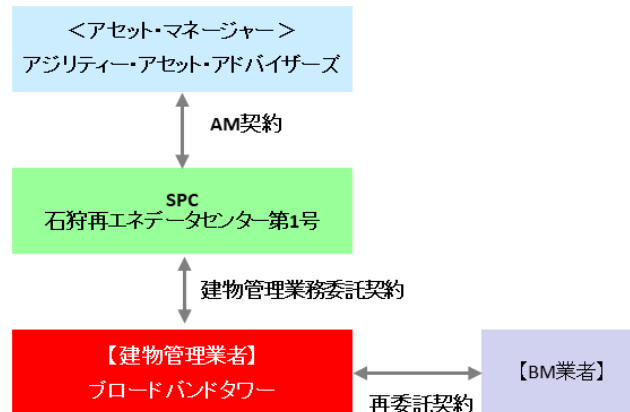 ＜アセット・マネージャー＞
アジリティー・アセット・アドバイザーズ
AM契約
SPC
石狩再エネデータセンター第1号
建物管理業務委託契約
【建物管理業者】
ブロードバンドタワー
【BM業者】
再委託契約